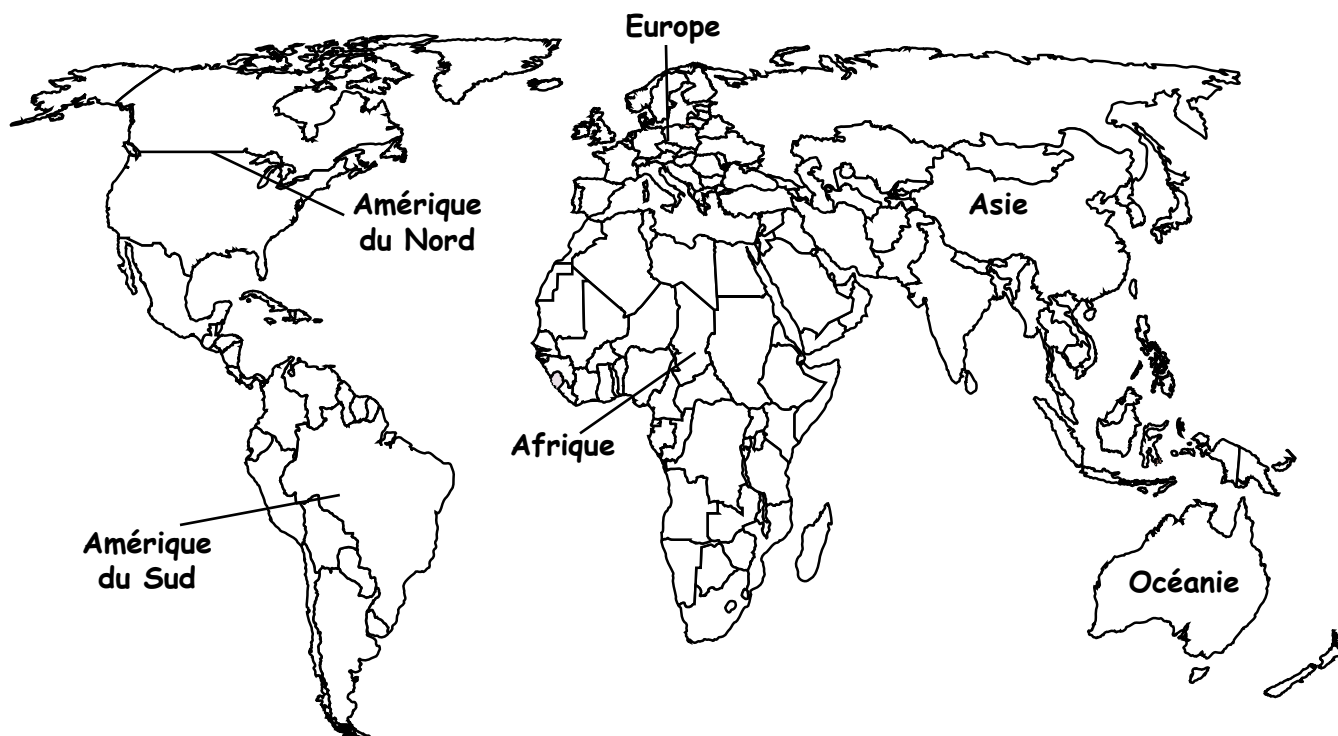 Europe
Amérique
du Nord
Asie
Afrique
Amérique
du Sud
Océanie